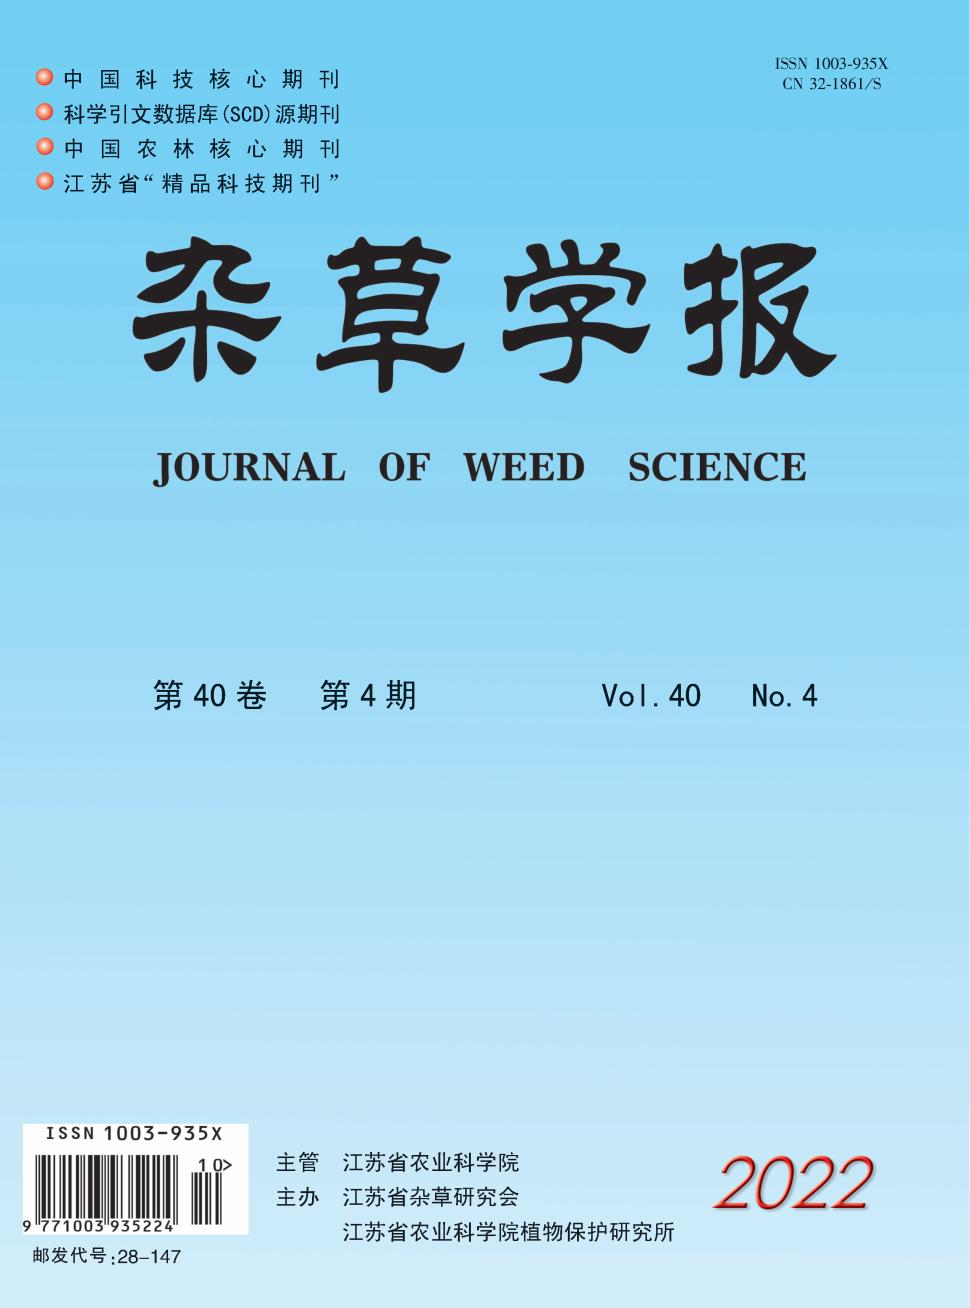 中国科技核心期刊
科学引文数据库(SCD)源期刊
中国农林核心期刊
江苏省“精品科技期刊”
ISSN 1003-935X
CN 32-1861/S
杂草学报
JOURNAL OF WEED SCIENCE
第 40 卷 第 4 期 Vol. 40 No. 4
ISSN 1003-935X
10>
9 771003 935224
邮发代号:28-147
主管 江苏省农业科学院
主办 江苏省杂草研究会
江苏省农业科学院植物保护研究所
2022